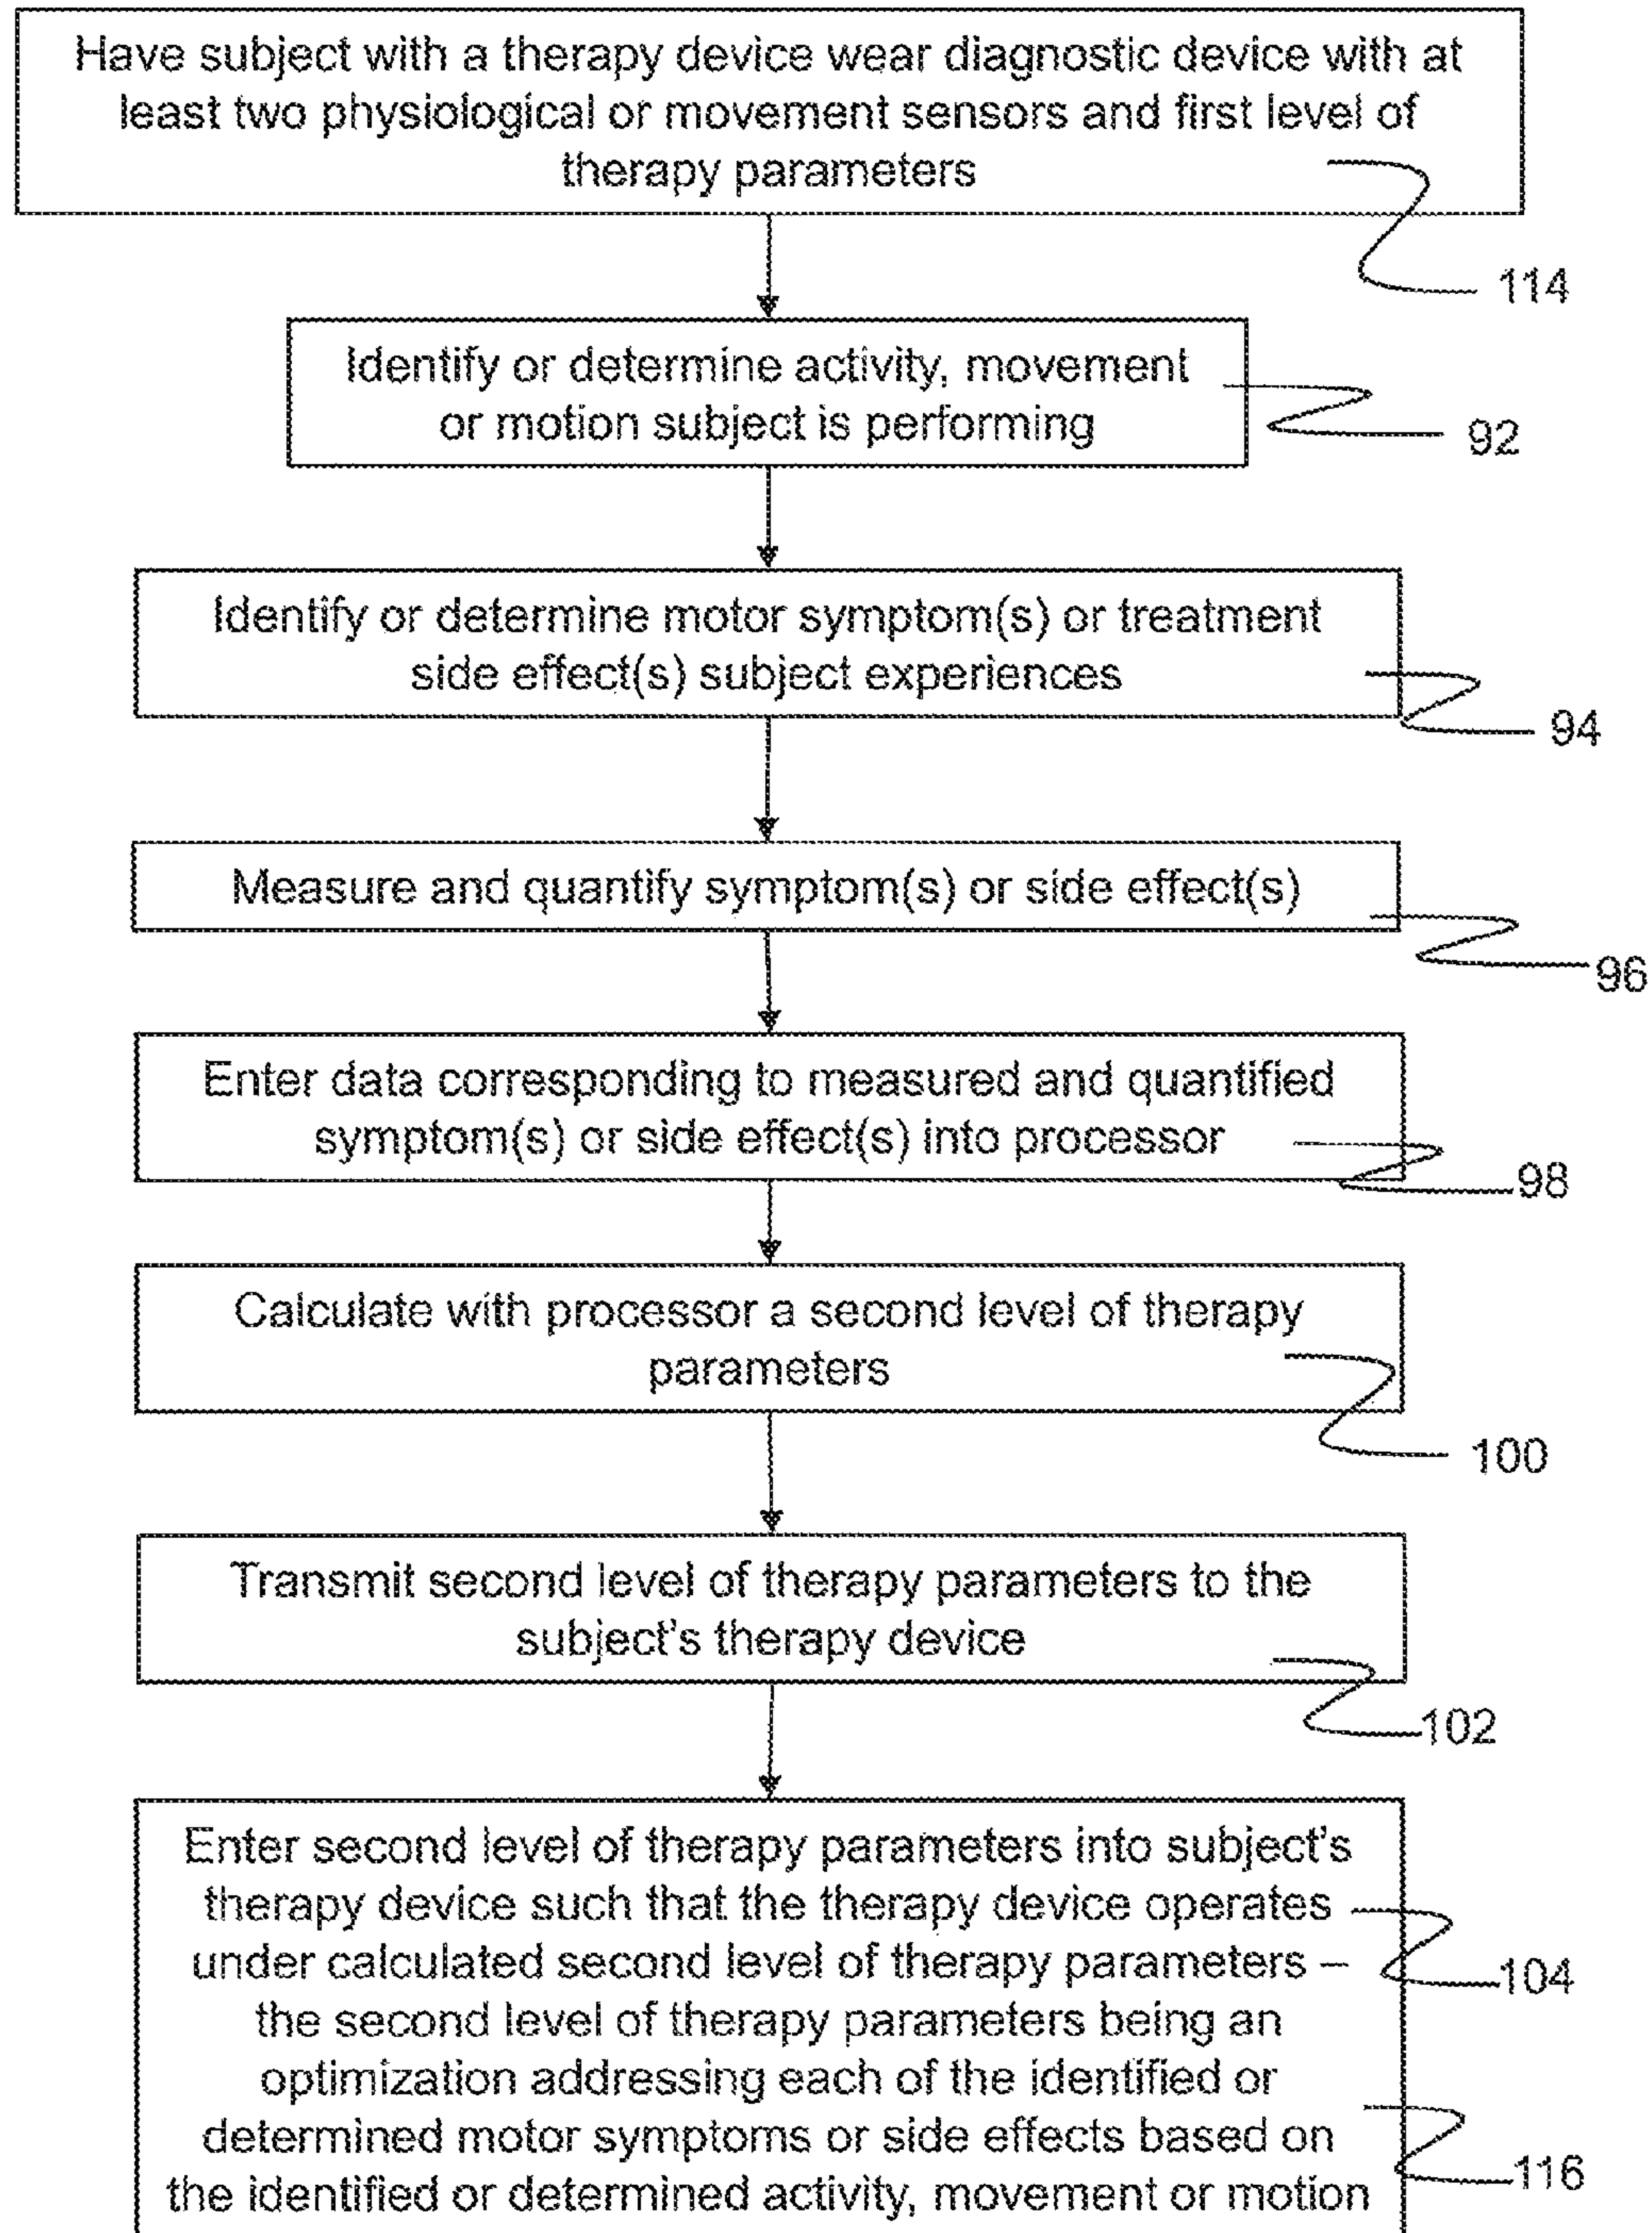 Have subject with a therapy device wear diagnostic device with at
least two physiological or movement sensors and first level of
therapy parameters
114
Identify or determine activity, movement
or motion subject is performing
92
Identify or determine motor symptom(s) or treatment
side effect(s) subject experiences
94
Measure and quantify symptom(s) or side effect(s)
96
Enter data corresponding to measured and quantified
symptom(s) or side effect(s) into processor
98
Calculate with processor a second level of therapy
parameters
100
Transmit second level of therapy parameters to the
subject's therapy device
102
Enter second level of therapy parameters into subject's
therapy device such that the therapy device operates
under calculated second level of therapy parameters –
104
the second level of therapy parameters being an
optimization addressing each of the identified or
determined motor symptoms or side effects based on
the identified or determined activity, movement or motion
116